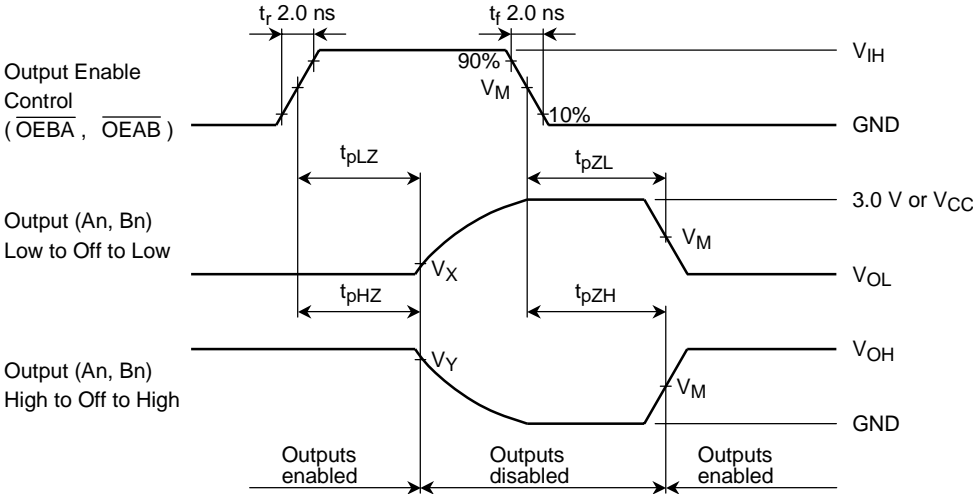 tr 2.0 ns
tf 2.0 ns
Output Enable
Control
( OEBA , OEAB )
90%
VM
10%
VIH
GND
tpLZ
tpZL
3.0 V or VCC
Output (An, Bn)
Low to Off to Low
VX
VM
VOL
tpHZ
tpZH
Output (An, Bn)
High to Off to High
VY
VM
VOH
GND
Outputs
enabled
Outputs
disabled
Outputs
enabled